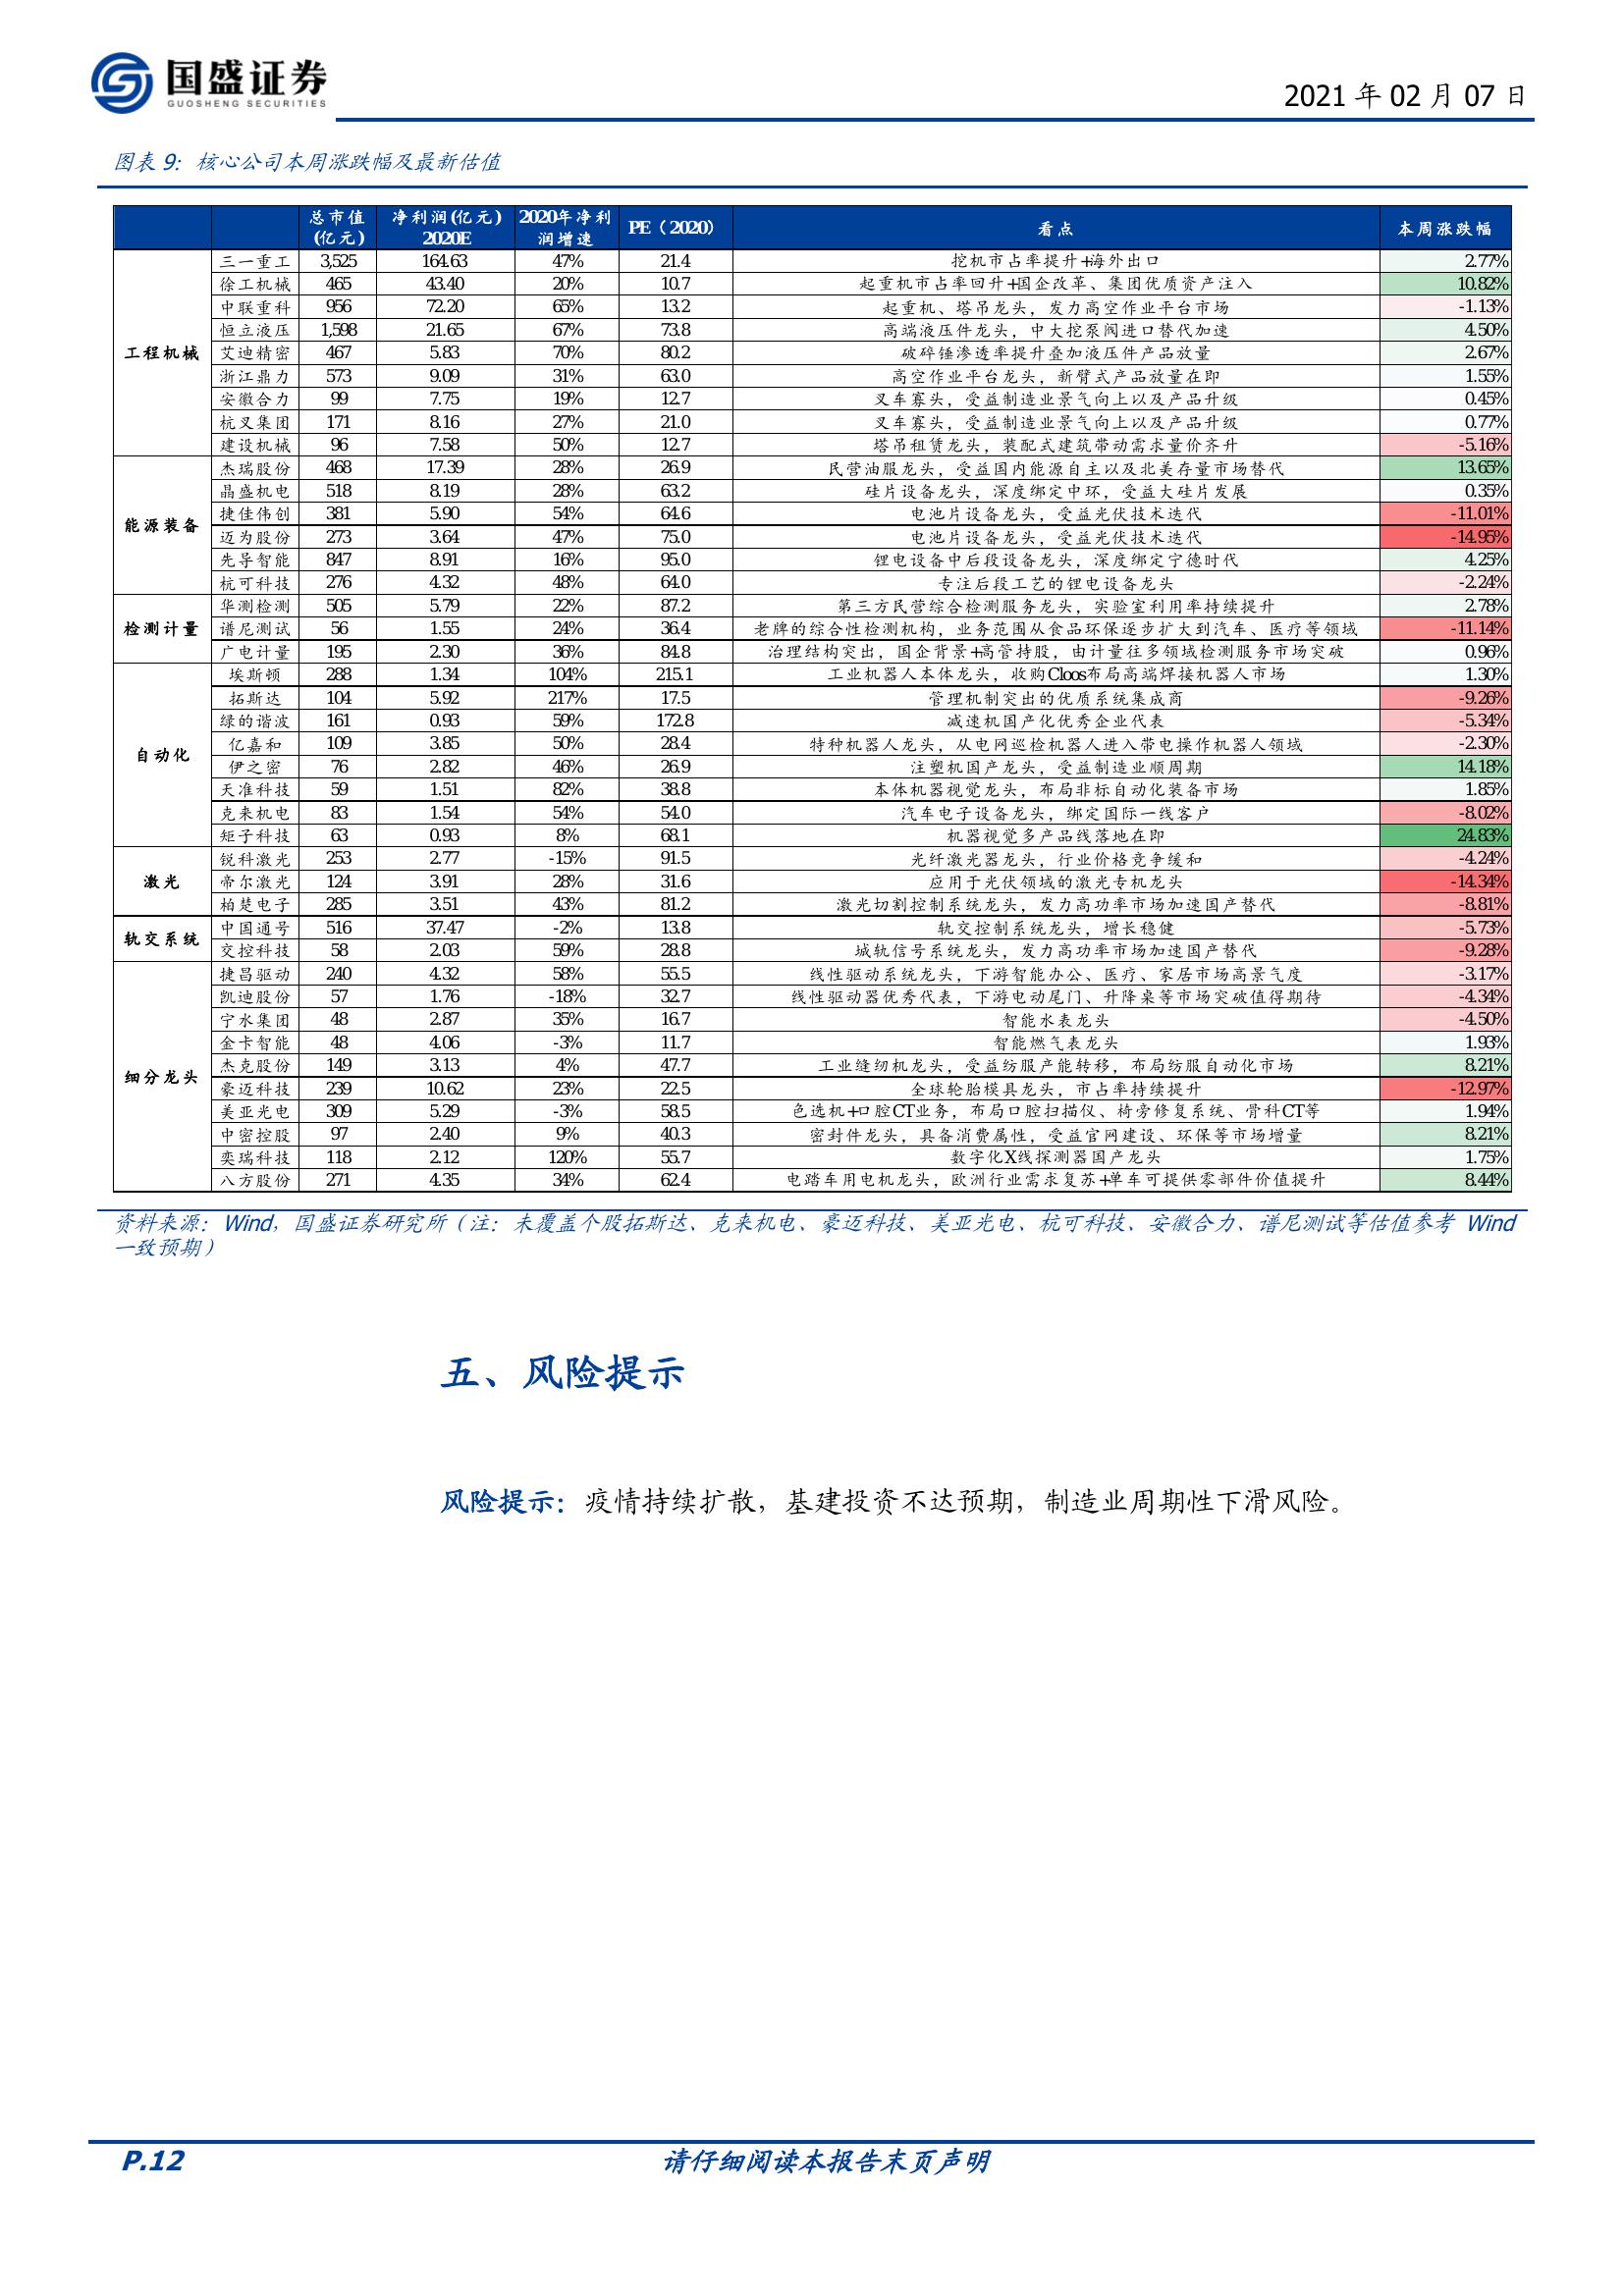 国盛证券
GUOSHENG SECURITIES
2021 年 02 月 07 日
图表 9：核心公司本周涨跌幅及最新估值
总市值(亿元) 净利润(亿元)2020E 2020年净利润增速 PE（2020） 看点 本周涨跌幅
工程机械
三一重工 3,525 164.63 47% 21.4 挖机市占率提升+海外出口 2.77%
徐工机械 465 43.40 20% 10.7 起重机市占率回升+国企改革、集团优质资产注入 10.82%
中联重科 956 72.20 65% 13.2 起重机、塔吊龙头，发力高空作业平台市场 -1.13%
恒立液压 1,598 21.65 67% 73.8 高端液压件龙头，中大挖泵阀进口替代加速 4.50%
艾迪精密 467 5.83 70% 80.2 破碎锤渗透率提升叠加液压件产品放量 2.67%
浙江鼎力 573 9.09 31% 63.0 高空作业平台龙头，新臂式产品放量在即 1.55%
安徽合力 99 7.75 19% 12.7 叉车寡头，受益制造业景气向上以及产品升级 0.45%
杭叉集团 171 8.16 27% 21.0 叉车寡头，受益制造业景气向上以及产品升级 0.77%
建设机械 96 7.58 50% 12.7 塔吊租赁龙头，装配式建筑带动需求量价齐升 -5.16%
能源装备
杰瑞股份 468 17.39 28% 26.9 民营油服龙头，受益国内能源自主以及北美存量市场替代 13.65%
晶盛机电 518 8.19 28% 63.2 硅片设备龙头，深度绑定中环，受益大硅片发展 0.35%
捷佳伟创 381 5.90 54% 64.6 电池片设备龙头，受益光伏技术迭代 -11.01%
迈为股份 273 3.64 47% 75.0 电池片设备龙头，受益光伏技术迭代 -14.95%
先导智能 847 8.91 16% 95.0 锂电设备中后段设备龙头，深度绑定宁德时代 4.25%
杭可科技 276 4.32 48% 64.0 专注后段工艺的锂电设备龙头 -2.24%
检测计量
华测检测 505 5.79 22% 87.2 第三方民营综合检测服务龙头，实验室利用率持续提升 2.78%
谱尼测试 56 1.55 24% 36.4 老牌的综合性检测机构，业务范围从食品环保逐步扩大到汽车、医疗等领域 -11.14%
广电计量 195 2.30 36% 84.8 治理结构突出，国企背景+高管持股，由计量往多领域检测服务市场突破 0.96%
自动化
埃斯顿 288 1.34 104% 215.1 工业机器人本体龙头，收购Cloos布局高端焊接机器人市场 1.30%
拓斯达 104 5.92 217% 17.5 管理机制突出的优质系统集成商 -9.26%
绿的谐波 161 0.93 59% 172.8 减速机国产化优秀企业代表 -5.34%
亿嘉和 109 3.85 50% 28.4 特种机器人龙头，从电网巡检机器人进入带电操作机器人领域 -2.30%
伊之密 76 2.82 46% 26.9 注塑机国产龙头，受益制造业顺周期 14.18%
天准科技 59 1.51 82% 38.8 本体机器视觉龙头，布局非标自动化装备市场 1.85%
克来机电 83 1.54 54% 54.0 汽车电子设备龙头，绑定国际一线客户 -8.02%
矩子科技 63 0.93 8% 68.1 机器视觉多产品线落地在即 24.83%
激光
锐科激光 253 2.77 -15% 91.5 光纤激光器龙头，行业价格竞争缓和 -4.24%
帝尔激光 124 3.91 28% 31.6 应用于光伏领域的激光专机龙头 -14.34%
柏楚电子 285 3.51 43% 81.2 激光切割控制系统龙头，发力高功率市场加速国产替代 -8.81%
轨交系统
中国通号 516 37.47 -2% 13.8 轨交控制系统龙头，增长稳健 -5.73%
交控科技 58 2.03 59% 28.8 城轨信号系统龙头，发力高功率市场加速国产替代 -9.28%
细分龙头
捷昌驱动 240 4.32 58% 55.5 线性驱动系统龙头，下游智能办公、医疗、家居市场高景气度 -3.17%
凯迪股份 57 1.76 -18% 32.7 线性驱动器优秀代表，下游电动尾门、升降桌等市场突破值得期待 -4.34%
宁水集团 48 2.87 35% 16.7 智能水表龙头 -4.50%
金卡智能 48 4.06 -3% 11.7 智能燃气表龙头 1.93%
杰克股份 149 3.13 4% 47.7 工业缝纫机龙头，受益纺服产能转移，布局纺服自动化市场 8.21%
豪迈科技 239 10.62 23% 22.5 全球轮胎模具龙头，市占率持续提升 -12.97%
美亚光电 309 5.29 -3% 58.5 色选机+口腔CT业务，布局口腔扫描仪、椅旁修复系统、骨科CT等 1.94%
中密控股 97 2.40 9% 40.3 密封件龙头，具备消费属性，受益官网建设、环保等市场增量 8.21%
奕瑞科技 118 2.12 120% 55.7 数字化X线探测器国产龙头 1.75%
八方股份 271 4.35 34% 62.4 电踏车用电机龙头，欧洲行业需求复苏+单车可提供零部件价值提升 8.44%
资料来源：Wind，国盛证券研究所（注：未覆盖个股拓斯达、克来机电、豪迈科技、美亚光电、杭可科技、安徽合力、谱尼测试等估值参考 Wind
一致预期）
五、风险提示
风险提示：疫情持续扩散，基建投资不达预期，制造业周期性下滑风险。
P.12 请仔细阅读本报告末页声明